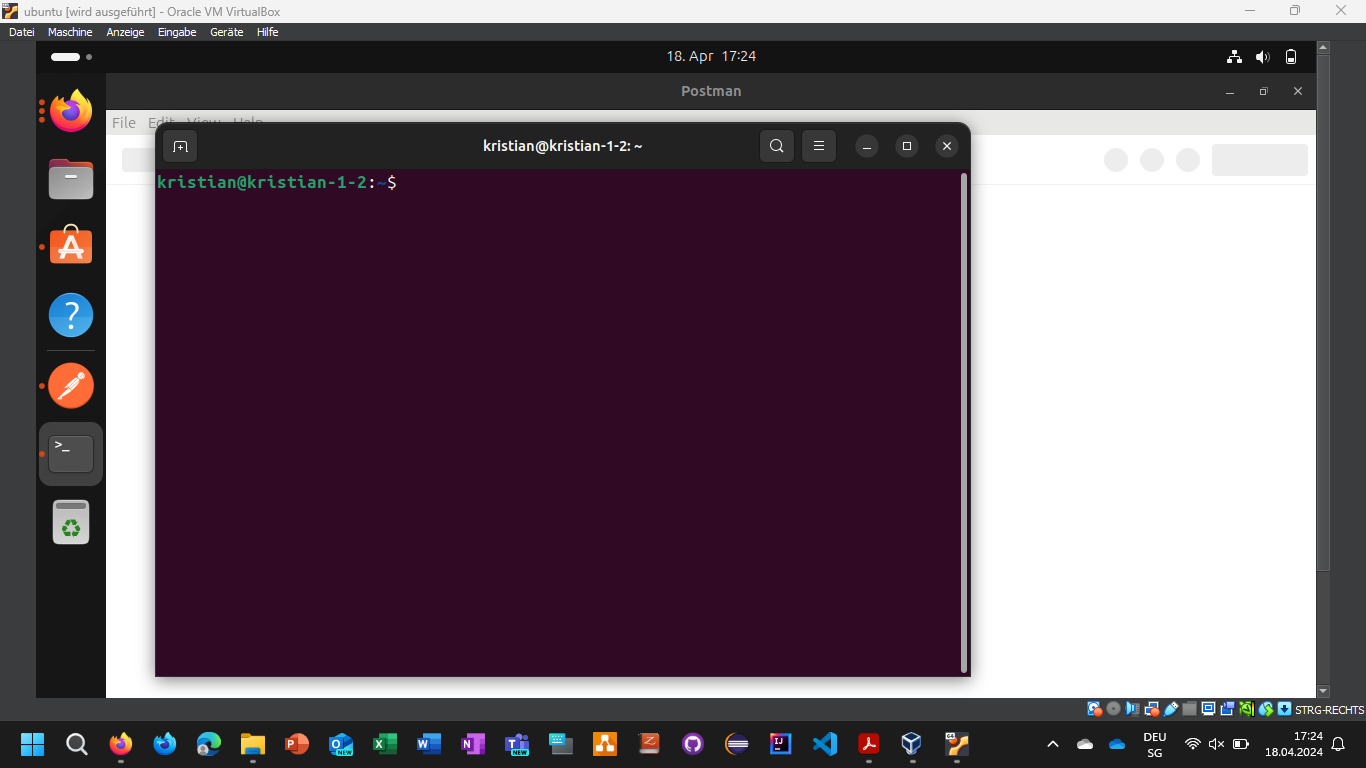 ubuntu [wird ausgeführt] - Oracle VM VirtualBox
Datei Maschine Anzeige Eingabe Geräte Hilfe
18. Apr 17:24
Postman
File Edit View Help
kristian@kristian-1-2: ~
kristian@kristian-1-2:~$
STRG-RECHTS
DEU
SG
17:24
18.04.2024